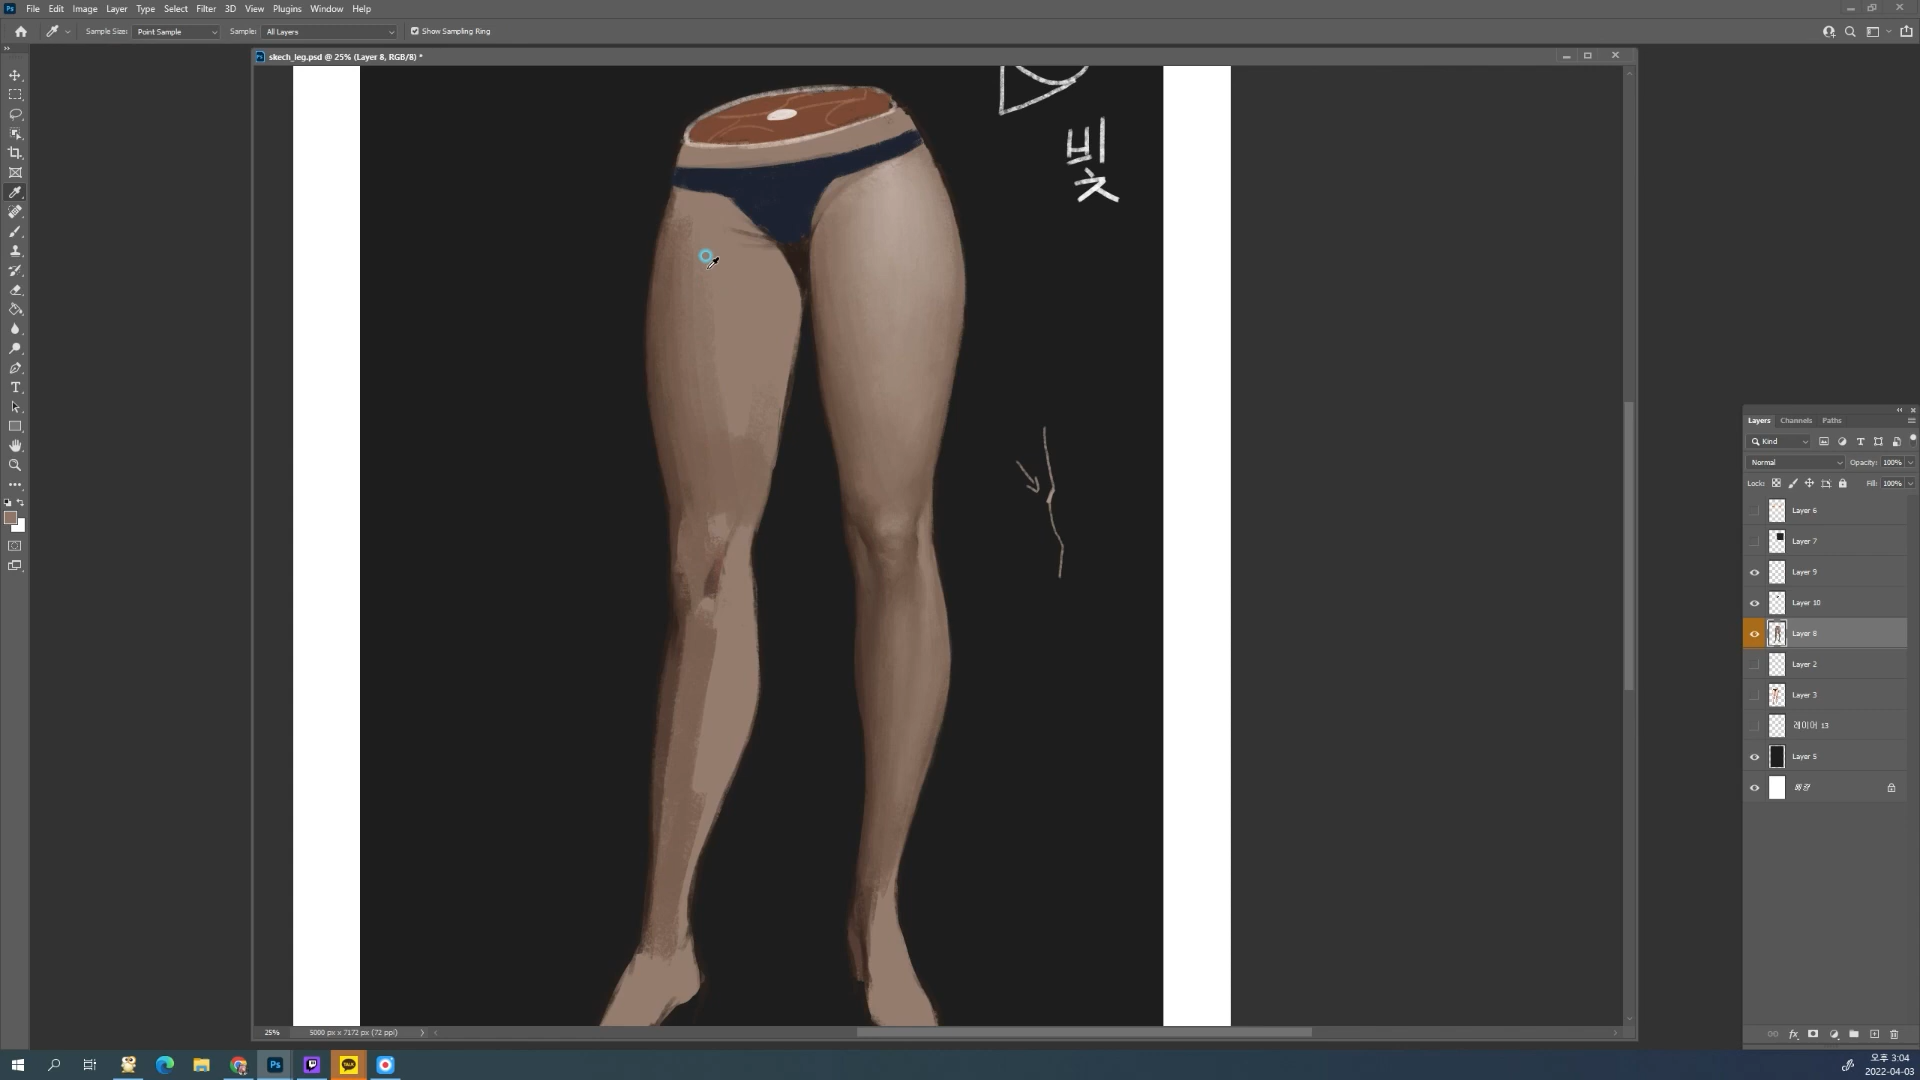 File Edit Image Layer Type Select Filter 3D View Plugins Window Help
Sample Size: Point Sample Sample: All Layers Show Sampling Ring
skech_leg.psd @ 25% (Layer 8, RGB/8) *
빛
Layers Channels Paths
Kind
Normal Opacity: 100%
Lock: Fill: 100%
Layer 6
Layer 7
Layer 9
Layer 10
Layer 8
Layer 2
Layer 3
레이어 13
Layer 5
배경
25% 5000 px x 7172 px (72 ppi)
오후 3:04
2022-04-03